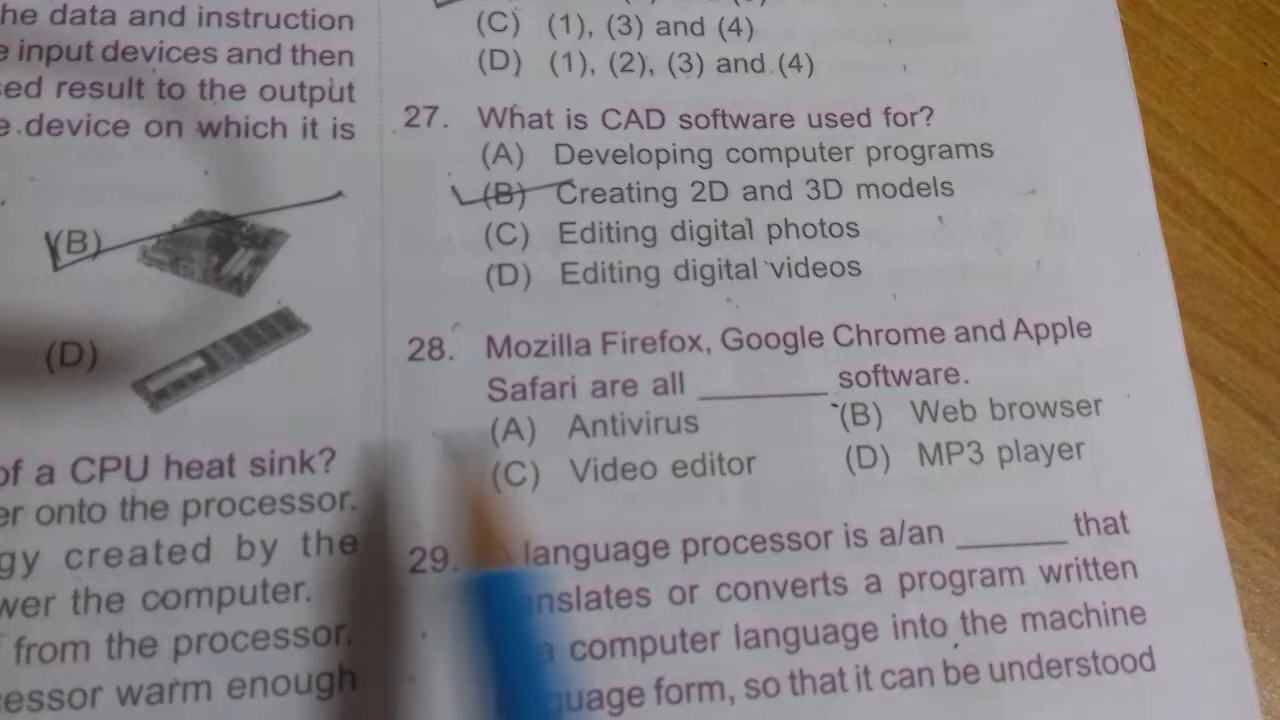 he data and instruction
input devices and then
sed result to the output
device on which it is
(B)
(D)
of a CPU heat sink?
er onto the processor.
gy created by the
wer the computer.
from the processor.
cessor warm enough
(C) (1), (3) and (4)
(D) (1), (2), (3) and (4)
27. What is CAD software used for?
(A) Developing computer programs
(B) Creating 2D and 3D models
(C) Editing digital photos
(D) Editing digital videos
28. Mozilla Firefox, Google Chrome and Apple
Safari are all ________ software.
(A) Antivirus (B) Web browser
(C) Video editor (D) MP3 player
29. language processor is a/an ______ that
anslates or converts a program written
a computer language into the machine
guage form, so that it can be understood